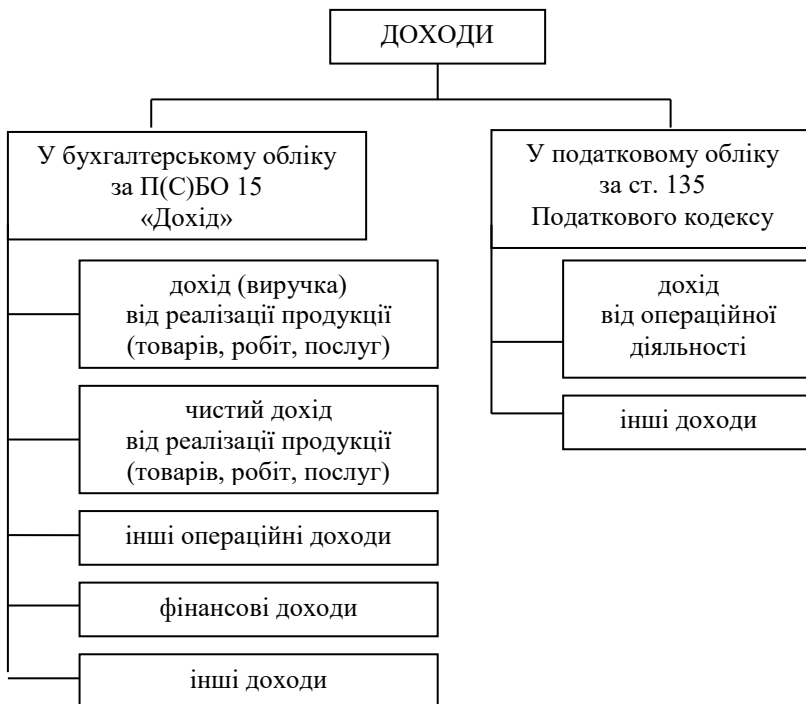 ДОХОДИ
У бухгалтерському обліку
за П(С)БО 15
«Дохід»
дохід (виручка)
від реалізації продукції
(товарів, робіт, послуг)
чистий дохід
від реалізації продукції
(товарів, робіт, послуг)
інші операційні доходи
фінансові доходи
інші доходи
У податковому обліку
за ст. 135
Податкового кодексу
дохід
від операційної
діяльності
інші доходи